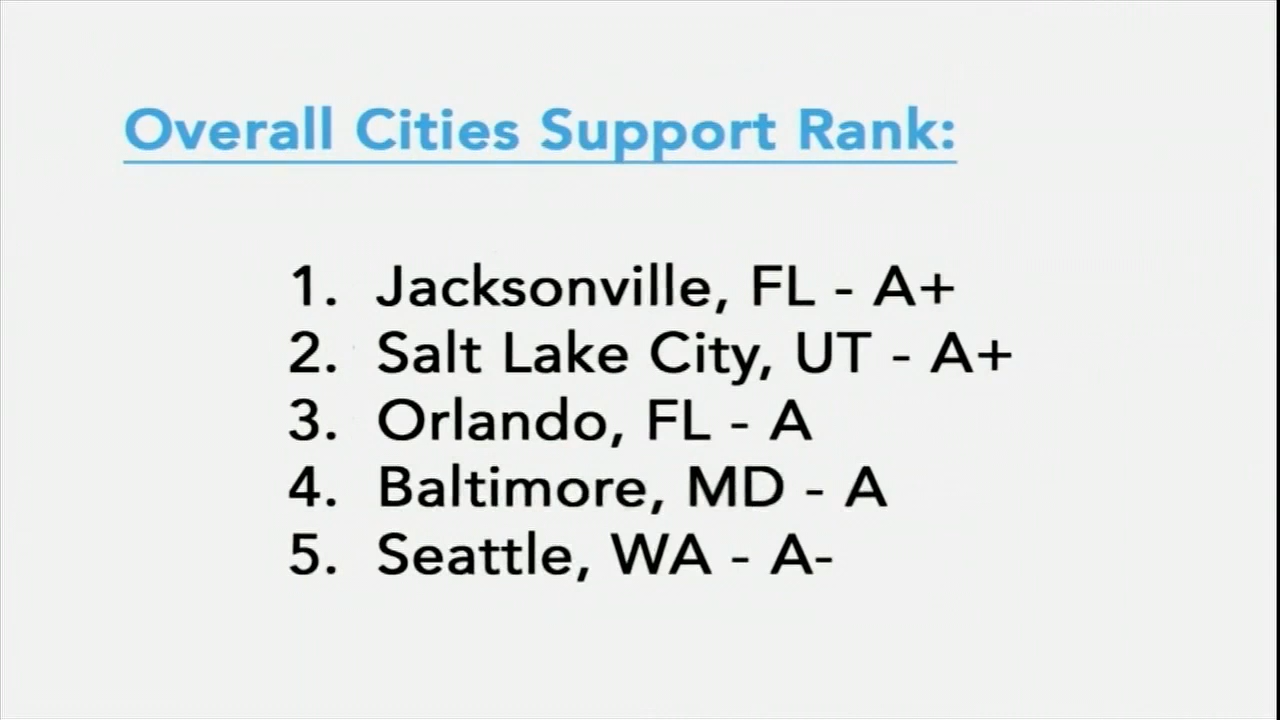 Overall Cities Support Rank:
1. Jacksonville, FL - A+
2. Salt Lake City, UT - A+
3. Orlando, FL - A
4. Baltimore, MD - A
5. Seattle, WA - A-